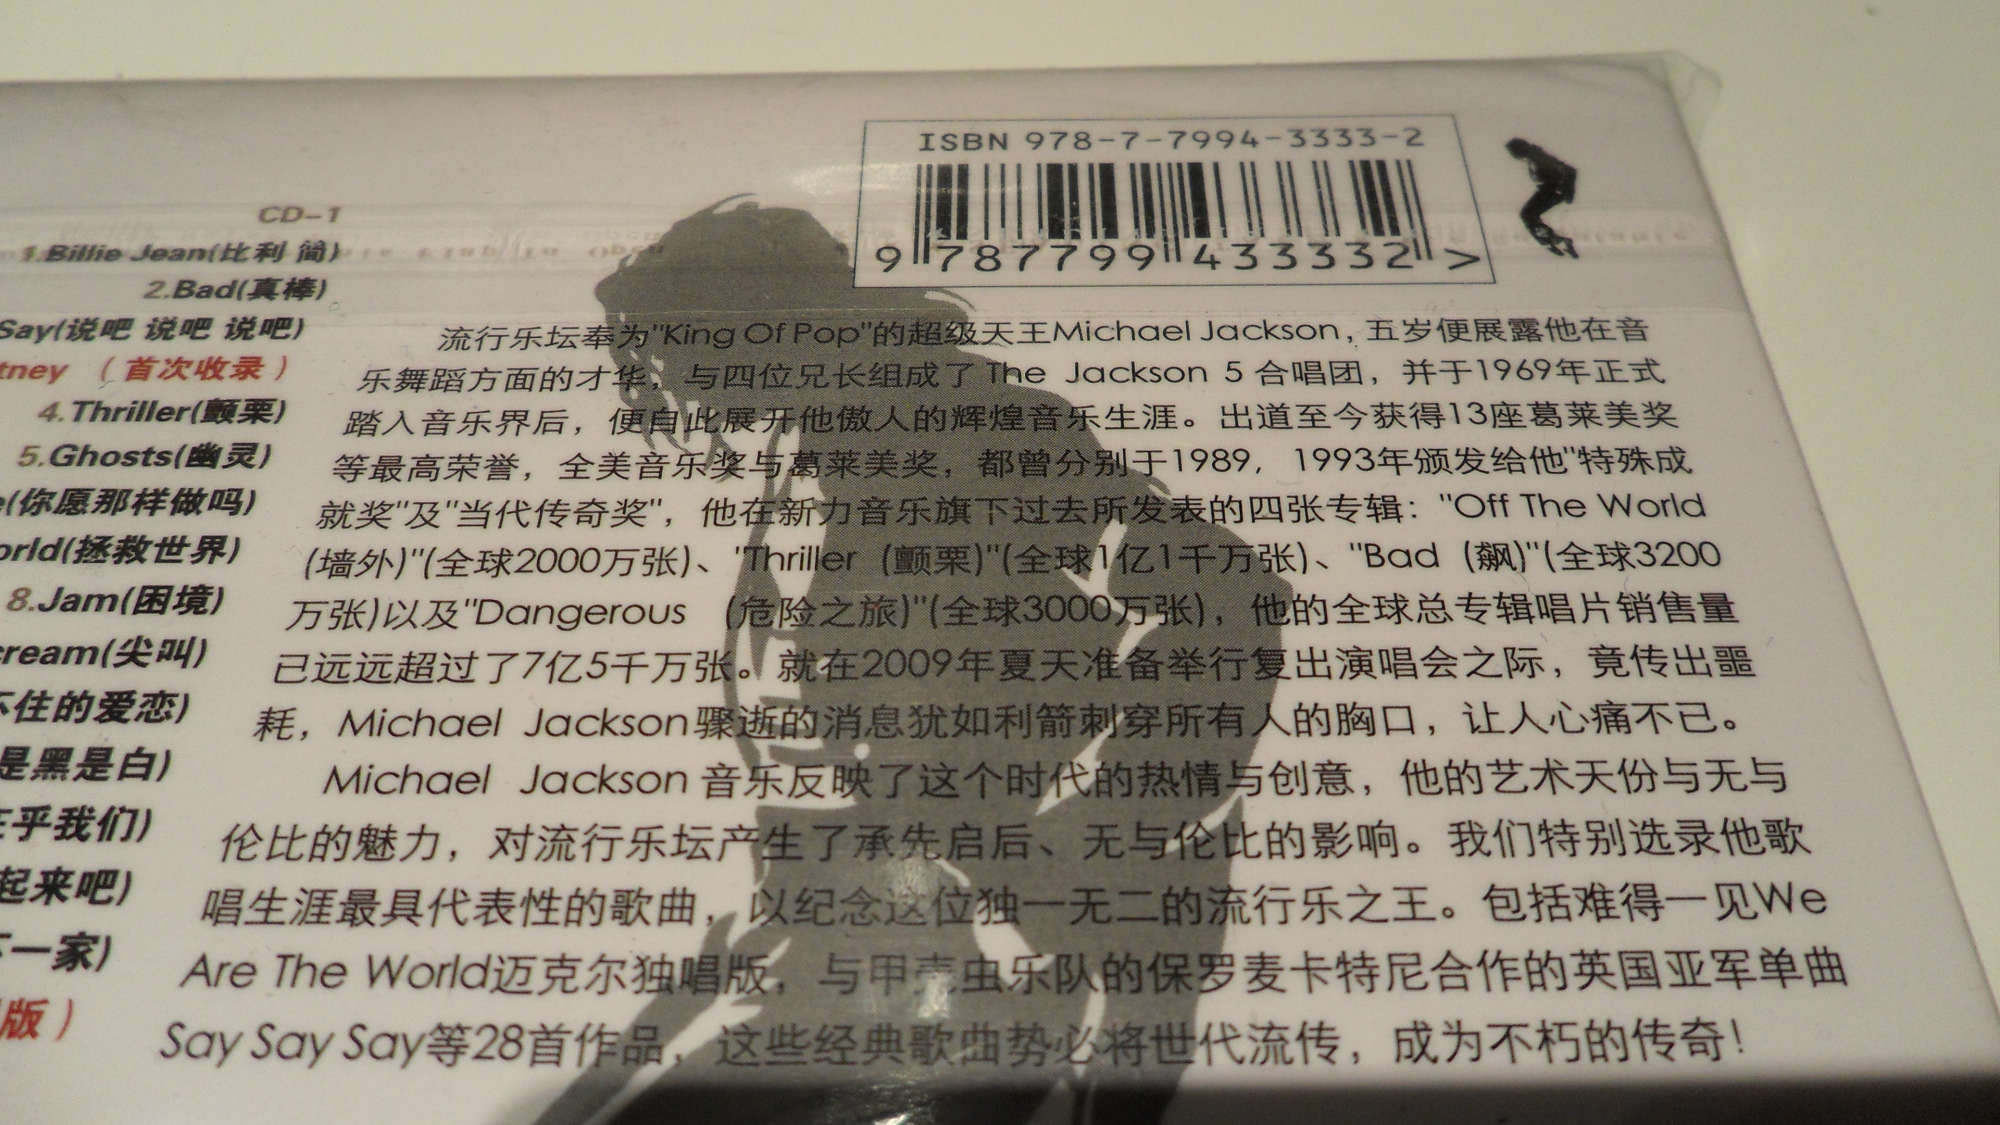 ISBN 978-7-7994-3333-2
9 787799 433332 >
CD-1
1.Billie Jean(比利 简)
2.Bad(真棒)
Say(说吧 说吧 说吧)
tney （首次收录）
4.Thriller(颤栗)
5.Ghosts(幽灵)
(你愿那样做吗)
orld(拯救世界)
8.Jam(困境)
cream(尖叫)
住的爱恋)
是黑是白)
乎我们)
起来吧)
一家)
版）
流行乐坛奉为"King Of Pop"的超级天王Michael Jackson, 五岁便展露他在音
乐舞蹈方面的才华，与四位兄长组成了 The Jackson 5 合唱团，并于1969年正式
踏入音乐界后，便自此展开他傲人的辉煌音乐生涯。出道至今获得13座葛莱美奖
等最高荣誉，全美音乐奖与葛莱美奖，都曾分别于1989，1993年颁发给他"特殊成
就奖"及"当代传奇奖"，他在新力音乐旗下过去所发表的四张专辑："Off The World
(墙外)"(全球2000万张)、'Thriller (颤栗)"(全球1亿1千万张)、"Bad (飙)"(全球3200
万张)以及"Dangerous (危险之旅)"(全球3000万张)，他的全球总专辑唱片销售量
已远远超过了7亿5千万张。就在2009年夏天准备举行复出演唱会之际，竟传出噩
耗，Michael Jackson骤逝的消息犹如利箭刺穿所有人的胸口，让人心痛不已。
Michael Jackson 音乐反映了这个时代的热情与创意，他的艺术天份与无与
伦比的魅力，对流行乐坛产生了承先启后、无与伦比的影响。我们特别选录他歌
唱生涯最具代表性的歌曲，以纪念这位独一无二的流行乐之王。包括难得一见We
Are The World迈克尔独唱版，与甲壳虫乐队的保罗麦卡特尼合作的英国亚军单曲
Say Say Say等28首作品，这些经典歌曲势必将世代流传，成为不朽的传奇！